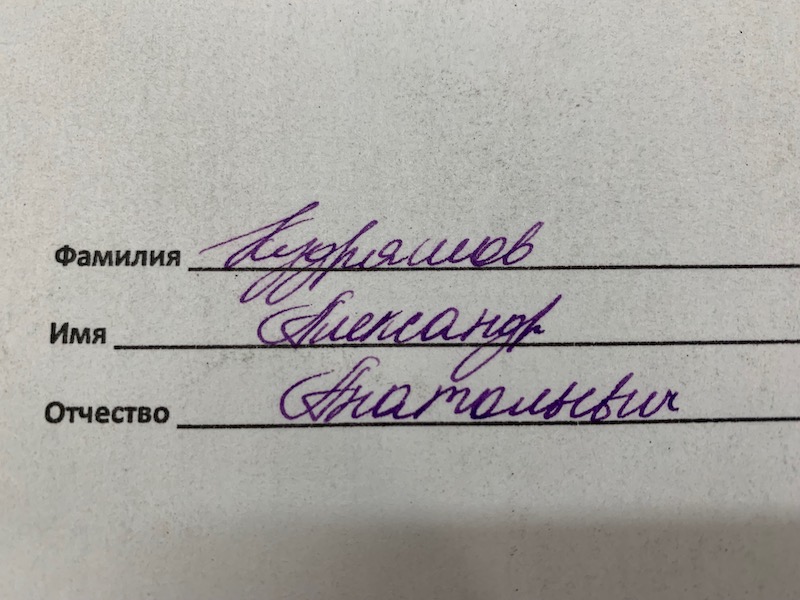 Фамилия Кудряшов
Имя Александр
Отчество Анатольевич